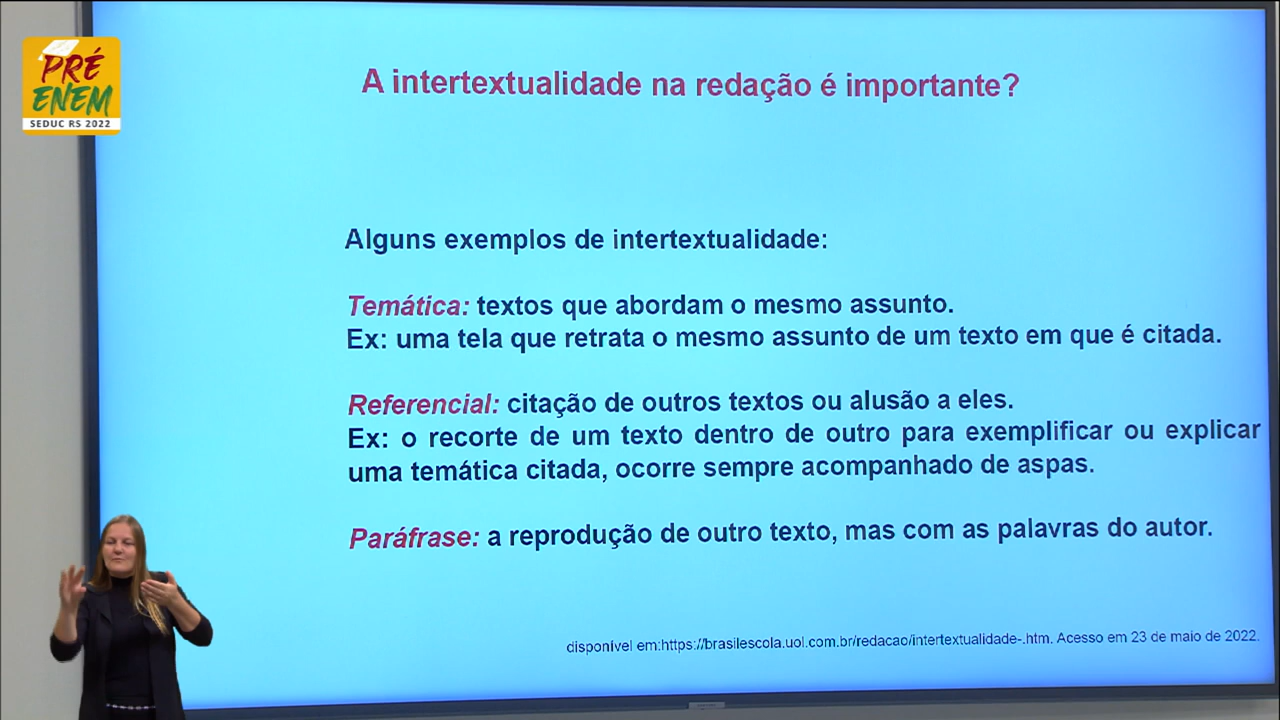 PRÉ
ENEM
SEDUC RS 2022
A intertextualidade na redação é importante?
Alguns exemplos de intertextualidade:
Temática: textos que abordam o mesmo assunto.
Ex: uma tela que retrata o mesmo assunto de um texto em que é citada.
Referencial: citação de outros textos ou alusão a eles.
Ex: o recorte de um texto dentro de outro para exemplificar ou explicar
uma temática citada, ocorre sempre acompanhado de aspas.
Paráfrase: a reprodução de outro texto, mas com as palavras do autor.
disponível em:https://brasilescola.uol.com.br/redacao/intertextualidade-.htm. Acesso em 23 de maio de 2022.